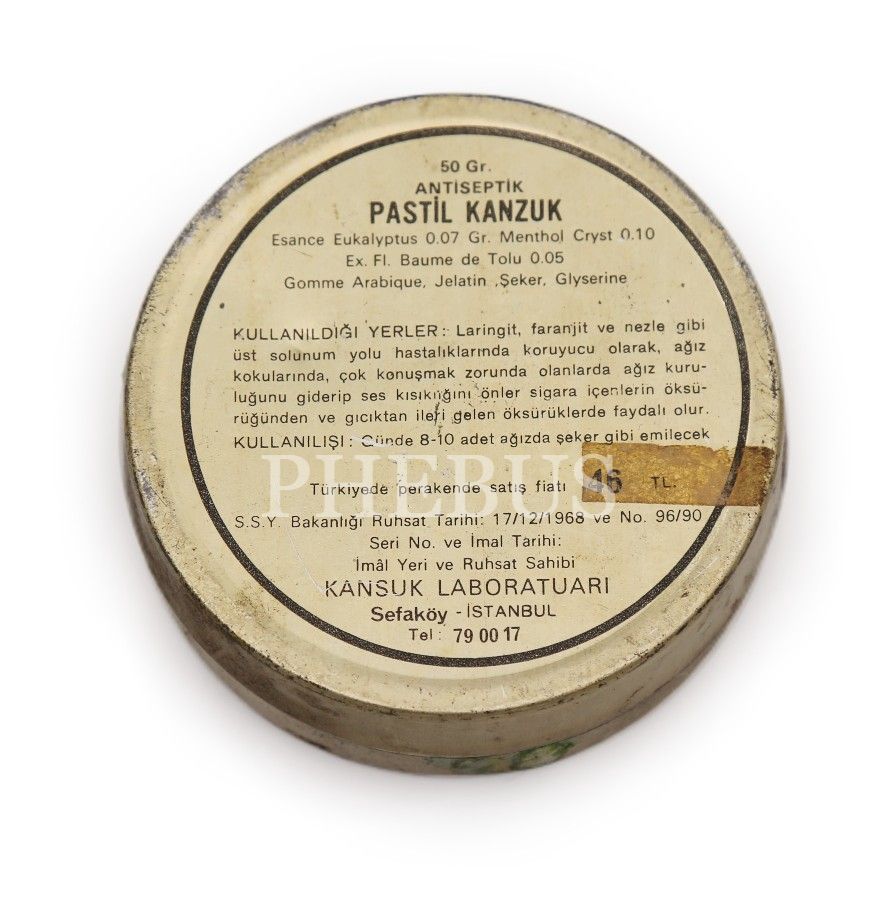 50 Gr.
ANTİSEPTİK
PASTİL KANZUK
Esance Eukalyptus 0.07 Gr. Menthol Cryst 0.10
Ex. Fl. Baume de Tolu 0.05
Gomme Arabique, Jelatin ,Şeker, Glyserine
KULLANILDIĞI YERLER: Laringit, faranjit ve nezle gibi
üst solunum yolu hastalıklarında koruyucu olarak, ağız
kokularında, çok konuşmak zorunda olanlarda ağız kuru-
luğunu giderip ses kısıklığını önler sigara içenlerin öksü-
rüğünden ve gıcıktan ileri gelen öksürüklerde faydalı olur.
KULLANILIŞI: Günde 8-10 adet ağızda şeker gibi emilecek
PHEBUS
Türkiyede perakende satış fiatı 46 TL.
S.S.Y. Bakanlığı Ruhsat Tarihi: 17/12/1968 ve No. 96/90
Seri No. ve İmal Tarihi:
İmâl Yeri ve Ruhsat Sahibi
KANSUK LABORATUARI
Sefaköy - İSTANBUL
Tel: 79 00 17